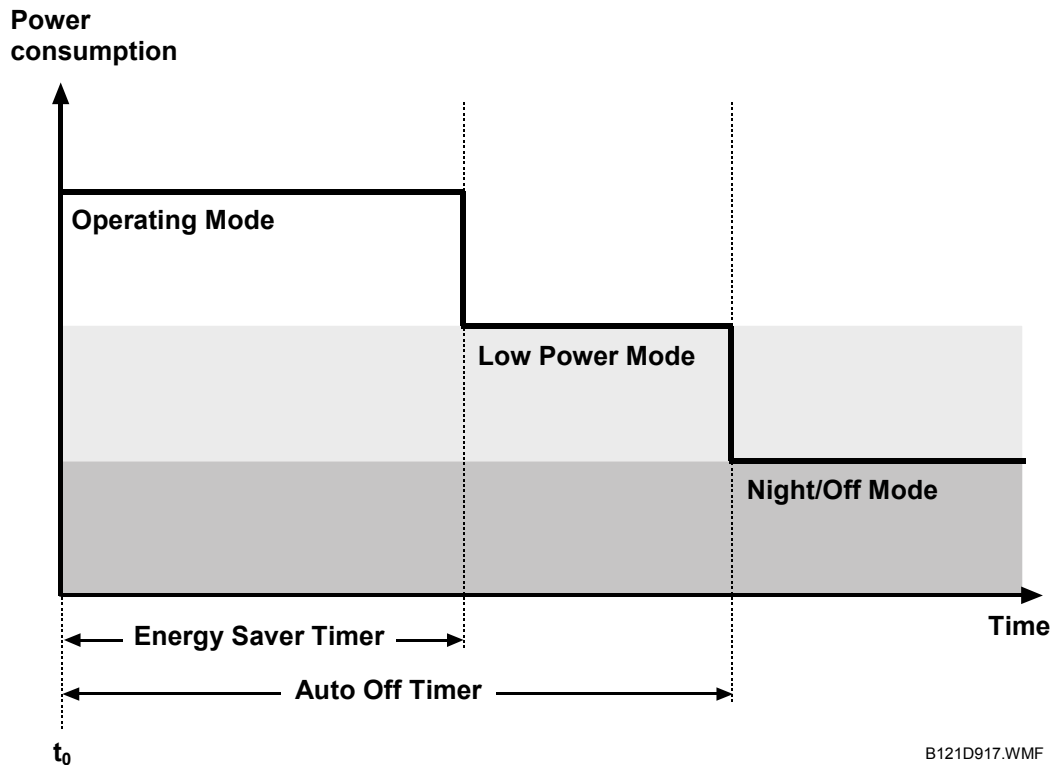 Power
consumption
Operating Mode
Low Power Mode
Night/Off Mode
Time
Energy Saver Timer
Auto Off Timer
t₀
B121D917.WMF